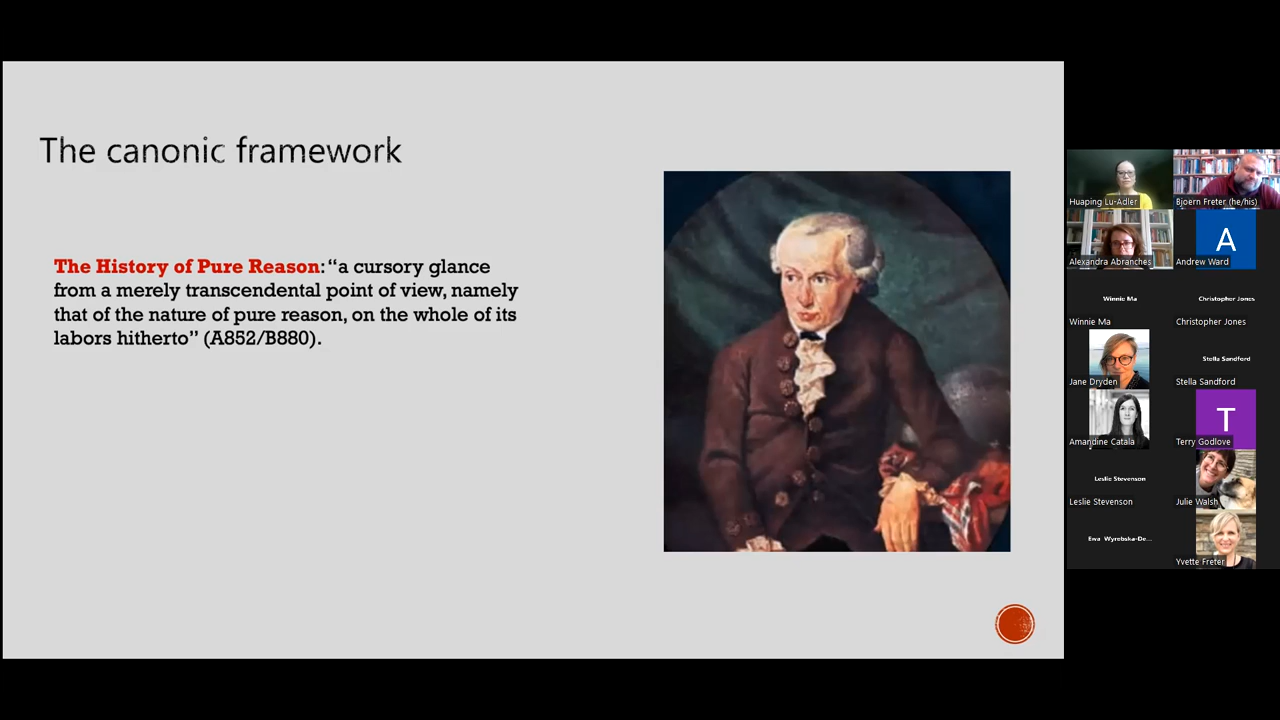 The canonic framework
The History of Pure Reason: “a cursory glance
from a merely transcendental point of view, namely
that of the nature of pure reason, on the whole of its
labors hitherto” (A852/B880).
Huaping Lu-Adler
Bjoern Freter (he/his)
Alexandra Abranches
A
Andrew Ward
Winnie Ma
Winnie Ma
Christopher Jones
Christopher Jones
Jane Dryden
Stella Sandford
Stella Sandford
Amandine Catala
T
Terry Godlove
Leslie Stevenson
Leslie Stevenson
Julie Walsh
Ewa Wyrebska-De...
Yvette Freter